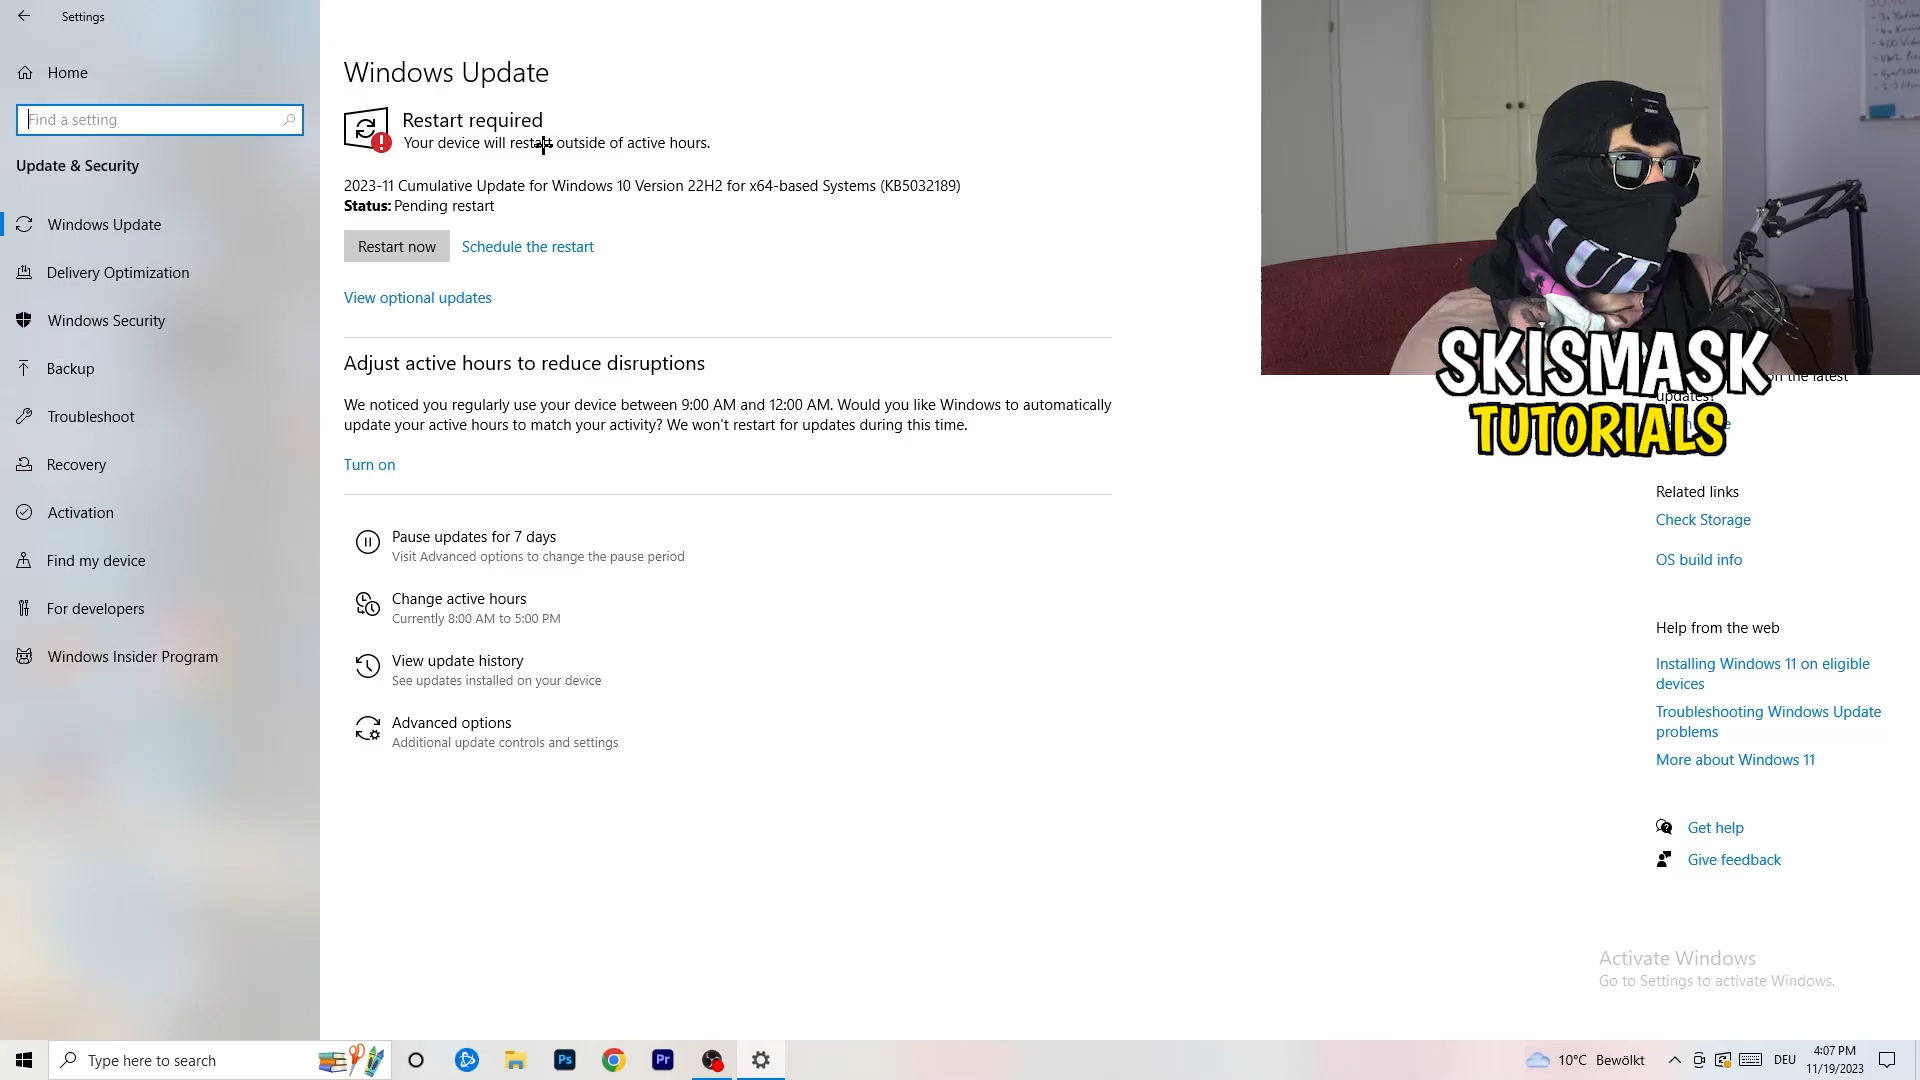 Settings
Home
Find a setting
Update & Security
Windows Update
Delivery Optimization
Windows Security
Backup
Troubleshoot
Recovery
Activation
Find my device
For developers
Windows Insider Program
Windows Update
Restart required
Your device will restart outside of active hours.
2023-11 Cumulative Update for Windows 10 Version 22H2 for x64-based Systems (KB5032189)
Status: Pending restart
Restart now
Schedule the restart
View optional updates
Adjust active hours to reduce disruptions
We noticed you regularly use your device between 9:00 AM and 12:00 AM. Would you like Windows to automatically
update your active hours to match your activity? We won't restart for updates during this time.
Turn on
Pause updates for 7 days
Visit Advanced options to change the pause period
Change active hours
Currently 8:00 AM to 5:00 PM
View update history
See updates installed on your device
Advanced options
Additional update controls and settings
SKISMASK
TUTORIALS
on the latest
updates?
Related links
Check Storage
OS build info
Help from the web
Installing Windows 11 on eligible
devices
Troubleshooting Windows Update
problems
More about Windows 11
Get help
Give feedback
Activate Windows
Go to Settings to activate Windows.
Type here to search
Ps
Pr
10°C Bewölkt
DEU
4:07 PM
11/19/2023